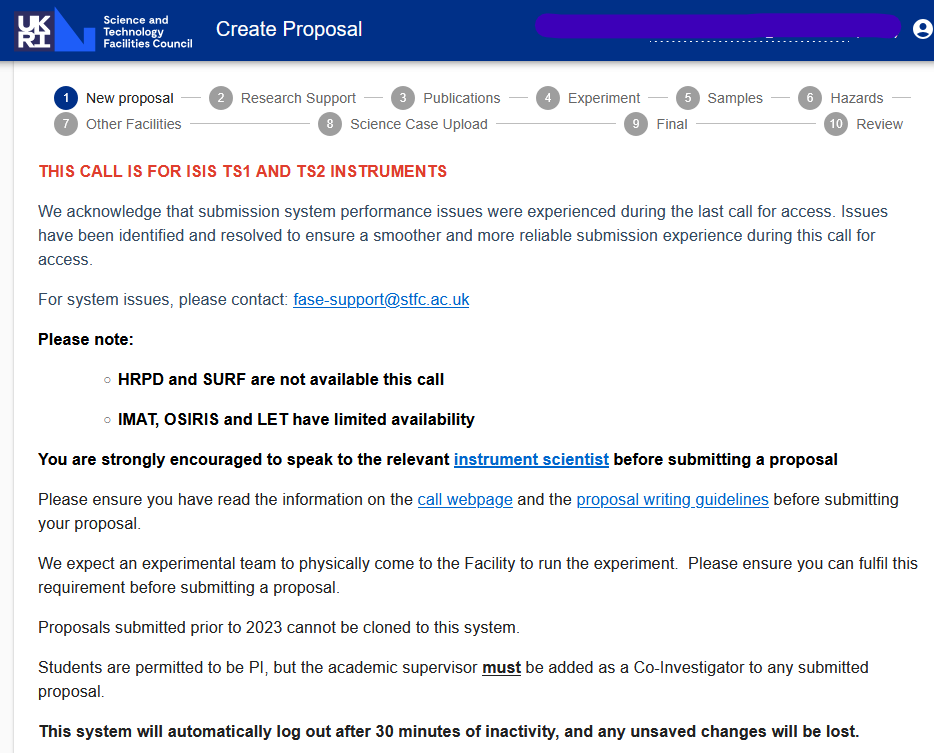 UK
RI
Science and
Technology
Facilities Council
Create Proposal
1 New proposal 2 Research Support 3 Publications 4 Experiment 5 Samples 6 Hazards
7 Other Facilities 8 Science Case Upload 9 Final 10 Review
THIS CALL IS FOR ISIS TS1 AND TS2 INSTRUMENTS
We acknowledge that submission system performance issues were experienced during the last call for access. Issues
have been identified and resolved to ensure a smoother and more reliable submission experience during this call for
access.
For system issues, please contact: fase-support@stfc.ac.uk
Please note:
○ HRPD and SURF are not available this call
○ IMAT, OSIRIS and LET have limited availability
You are strongly encouraged to speak to the relevant instrument scientist before submitting a proposal
Please ensure you have read the information on the call webpage and the proposal writing guidelines before submitting
your proposal.
We expect an experimental team to physically come to the Facility to run the experiment.  Please ensure you can fulfil this
requirement before submitting a proposal.
Proposals submitted prior to 2023 cannot be cloned to this system.
Students are permitted to be PI, but the academic supervisor must be added as a Co-Investigator to any submitted
proposal.
This system will automatically log out after 30 minutes of inactivity, and any unsaved changes will be lost.